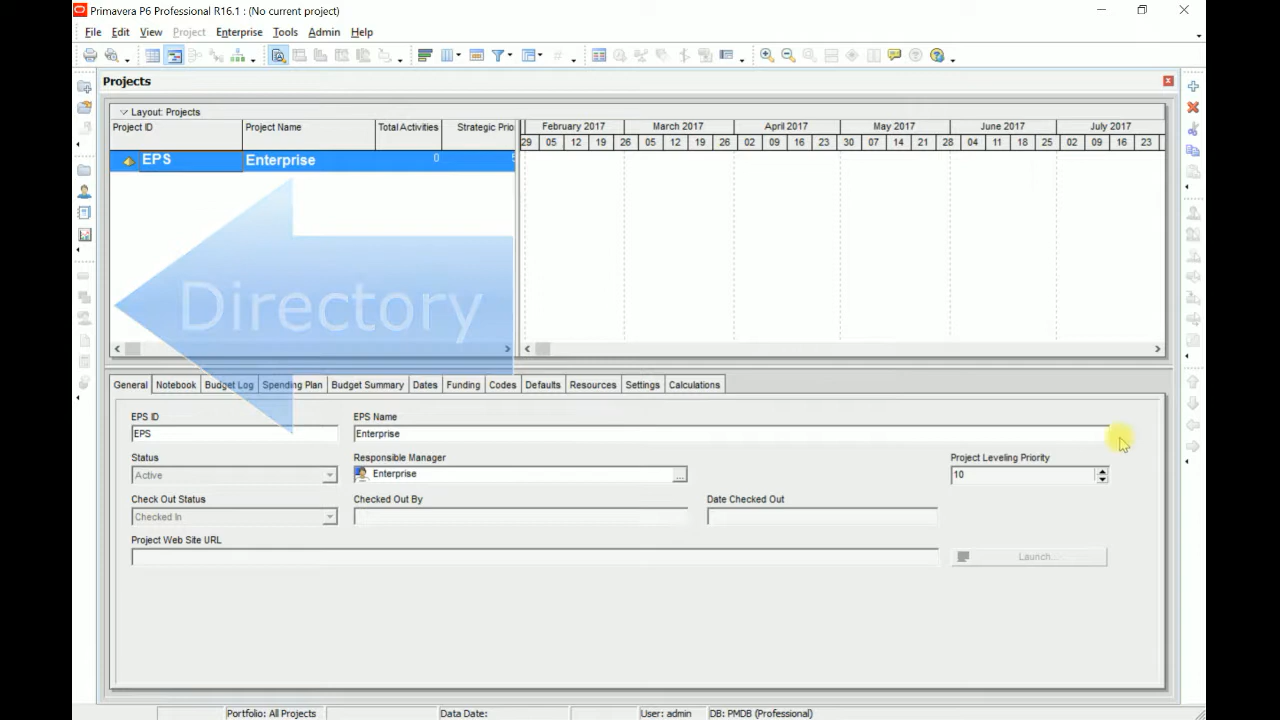 Primavera P6 Professional R16.1 : (No current project)
File Edit View Project Enterprise Tools Admin Help
Projects
Layout: Projects
Project ID Project Name Total Activities Strategic Prio
February 2017 March 2017 April 2017 May 2017 June 2017 July 2017
29 05 12 19 26 05 12 19 26 02 09 16 23 30 07 14 21 28 04 11 18 25 02 09 16 23
EPS Enterprise 0 5
Directory
General Notebook Budget Log Spending Plan Budget Summary Dates Funding Codes Defaults Resources Settings Calculations
EPS ID EPS Name
EPS Enterprise
Status Responsible Manager Project Leveling Priority
Active Enterprise ... 10
Check Out Status Checked Out By Date Checked Out
Checked In
Project Web Site URL
Launch...
Portfolio: All Projects Data Date: User: admin DB: PMDB (Professional)